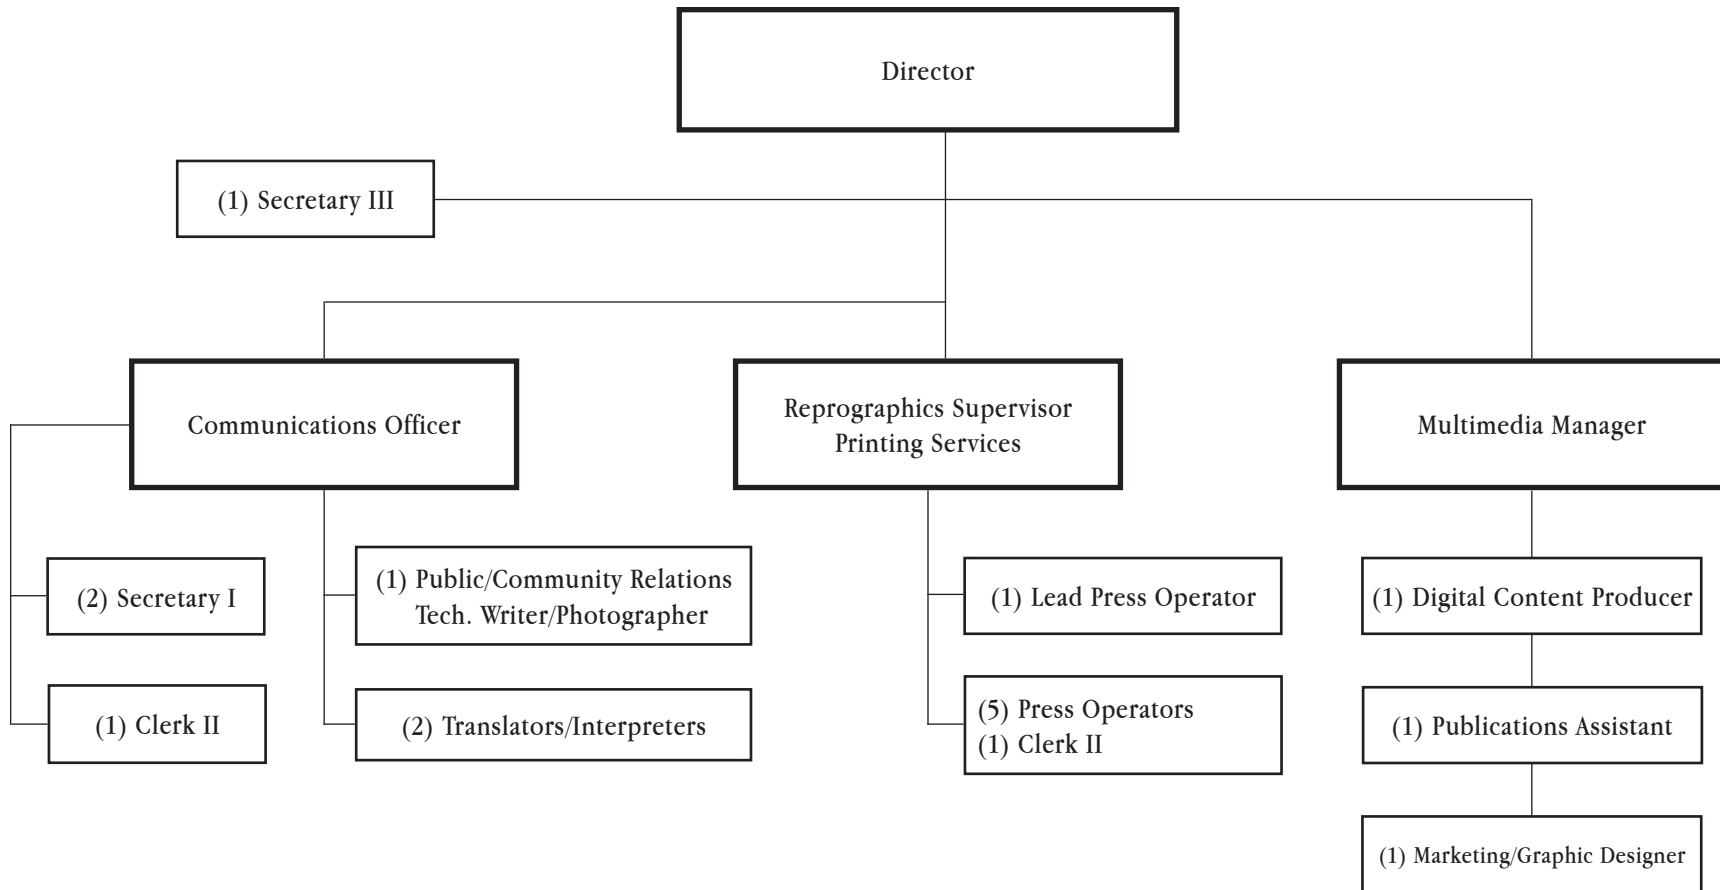 Director
(1) Secretary III
Communications Officer
Reprographics Supervisor
Printing Services
Multimedia Manager
(2) Secretary I
(1) Public/Community Relations
Tech. Writer/Photographer
(1) Lead Press Operator
(1) Digital Content Producer
(1) Clerk II
(2) Translators/Interpreters
(5) Press Operators
(1) Clerk II
(1) Publications Assistant
(1) Marketing/Graphic Designer